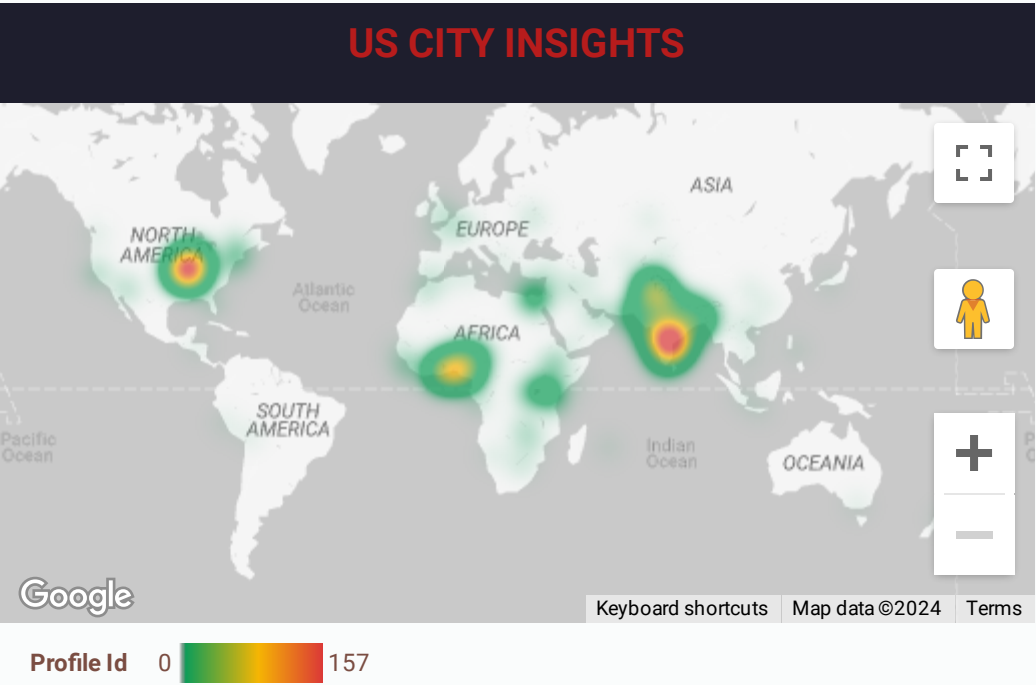 US CITY INSIGHTS
ASIA
NORTH
AMERICA
EUROPE
Atlantic
Ocean
AFRICA
SOUTH
AMERICA
Pacific
Ocean
Indian
Ocean
OCEANIA
Google
Keyboard shortcuts
Map data ©2024
Terms
Profile Id 0 157